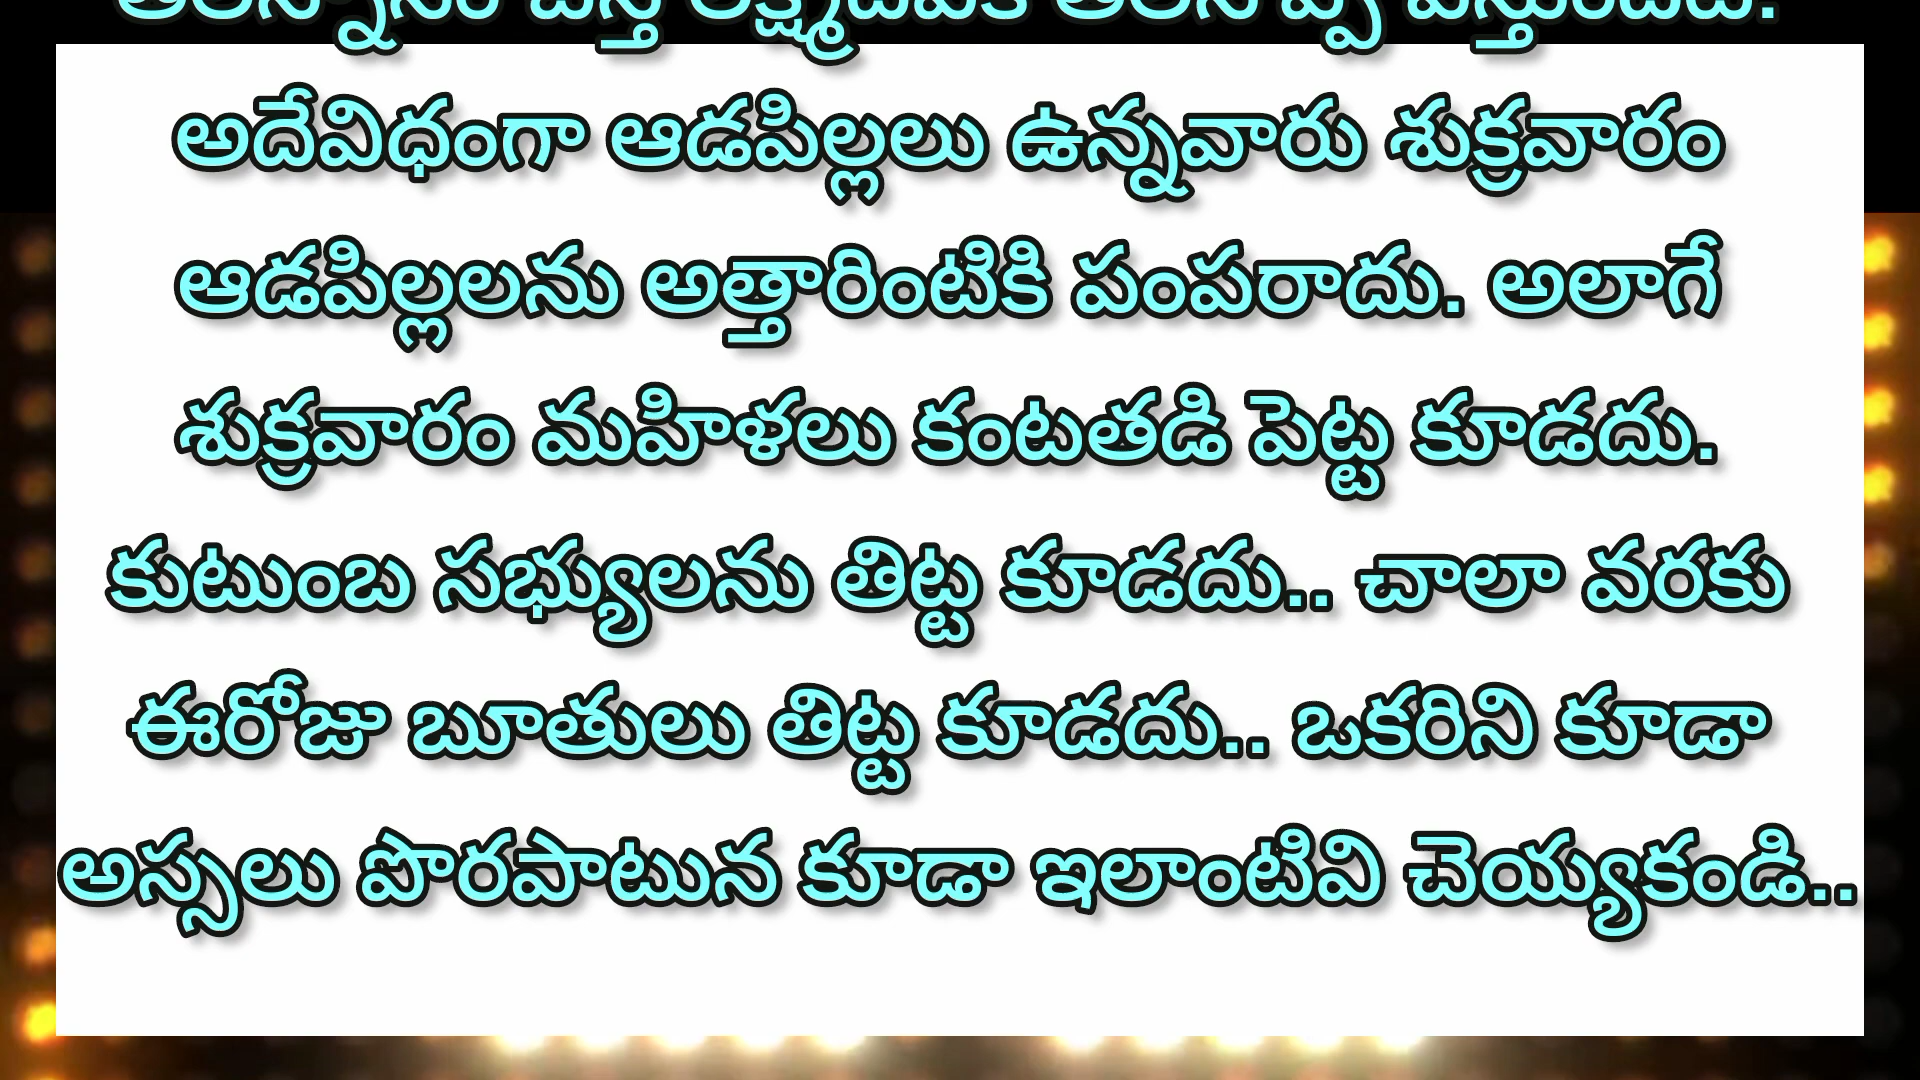 అదేవిధంగా ఆడపిల్లలు ఉన్నవారు శుక్రవారం
ఆడపిల్లలను అత్తారింటికి పంపరాదు. అలాగే
శుక్రవారం మహిళలు కంటతడి పెట్ట కూడదు.
కుటుంబ సభ్యులను తిట్ట కూడదు.. చాలా వరకు
ఈరోజు బూతులు తిట్ట కూడదు.. ఒకరిని కూడా
అస్సలు పొరపాటున కూడా ఇలాంటివి చెయ్యకండి..